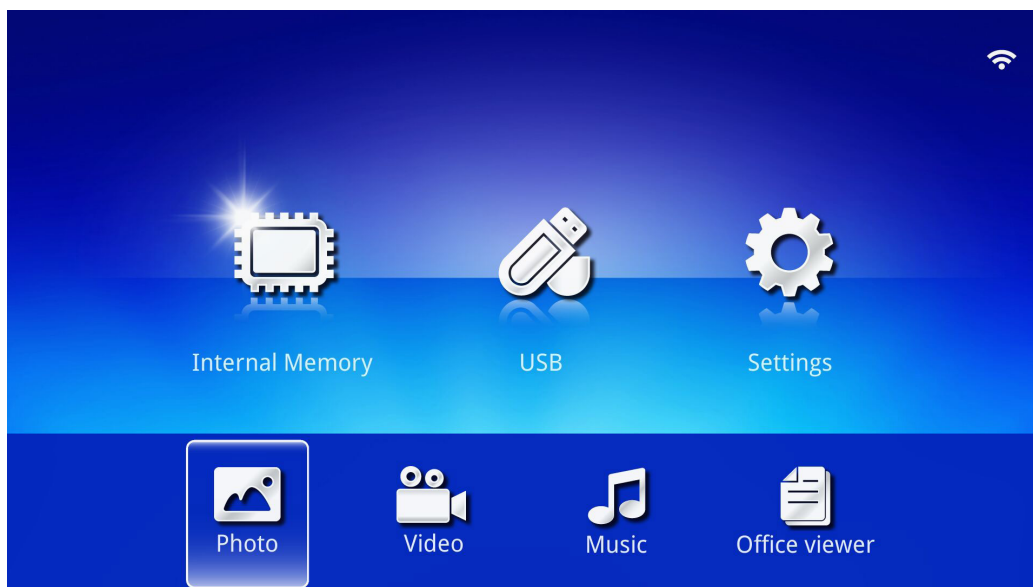 Internal Memory
USB
Settings
Photo
Video
Music
Office viewer